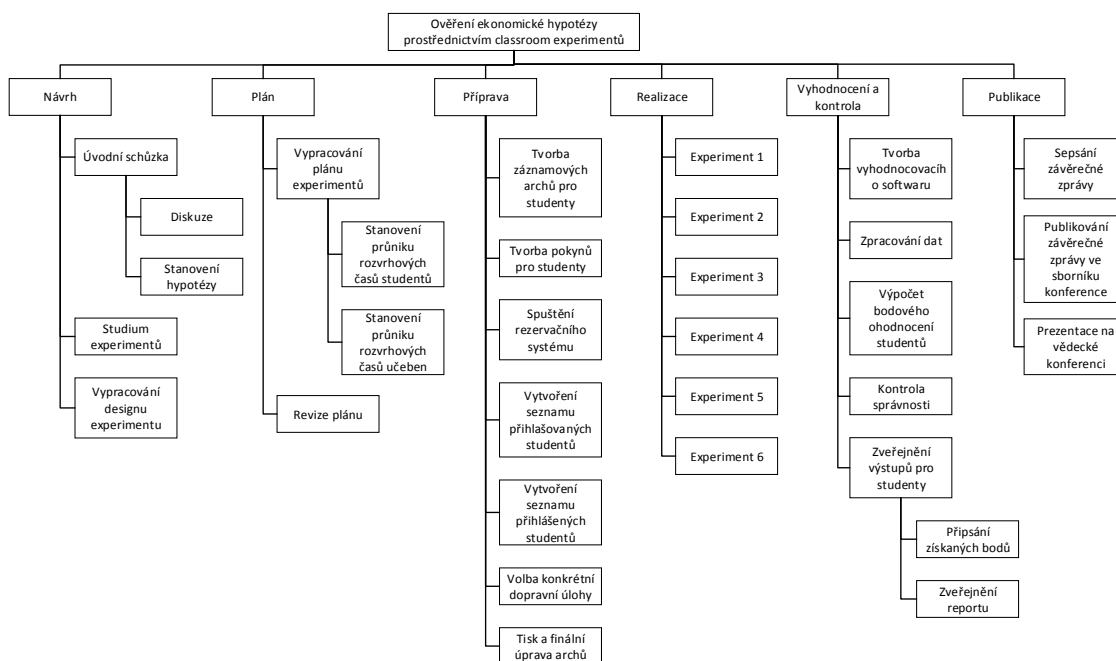 Ověření ekonomické hypotézy
prostřednictvím classroom experimentů
Návrh
Plán
Příprava
Realizace
Vyhodnocení a
kontrola
Publikace
Úvodní schůzka
Diskuze
Stanovení
hypotézy
Studium
experimentů
Vypracování
designu
experimentu
Vypracování
plánu
experimentů
Stanovení
průniku
rozvrhových
časů studentů
Stanovení
průniku
rozvrhových
časů učeben
Revize plánu
Tvorba
záznamových
archů pro
studenty
Tvorba pokynů
pro studenty
Spuštění
rezervačního
systému
Vytvoření
seznamu
přihlašovaných
studentů
Vytvoření
seznamu
přihlášených
studentů
Volba konkrétní
dopravní úlohy
Tisk a finální
úprava archů
Experiment 1
Experiment 2
Experiment 3
Experiment 4
Experiment 5
Experiment 6
Tvorba
vyhodnocovacíh
o softwaru
Zpracování dat
Výpočet
bodového
ohodnocení
studentů
Kontrola
správnosti
Zveřejnění
výstupů pro
studenty
Připsání
získaných bodů
Zveřejnění
reportu
Sepsání
závěrečné
zprávy
Publikování
závěrečné
zprávy ve
sborníku
konference
Prezentace na
vědecké
konferenci